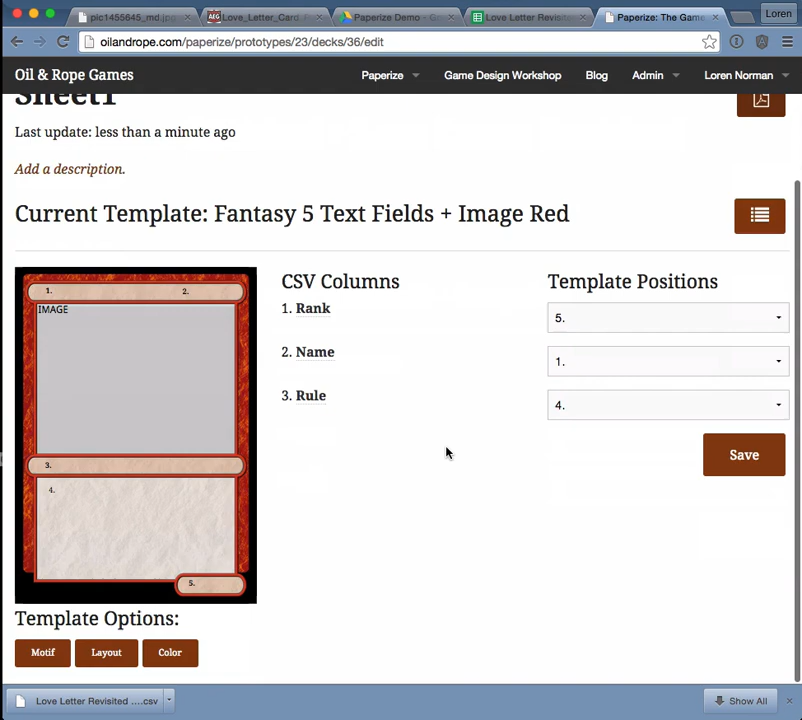 pic1455645_md.jpg
Love_Letter_Card_
Paperize Demo - G
Love Letter Revisit
Paperize: The Game
Loren
oilandrope.com/paperize/prototypes/23/decks/36/edit
Oil & Rope Games
Paperize
Game Design Workshop
Blog
Admin
Loren Norman
Sheet1
Last update: less than a minute ago
Add a description.
Current Template: Fantasy 5 Text Fields + Image Red
1. 2.
IMAGE
3.
4.
5.
CSV Columns
1. Rank
2. Name
3. Rule
Template Positions
5.
1.
4.
Save
Template Options:
Motif
Layout
Color
Love Letter Revisited ....csv
Show All